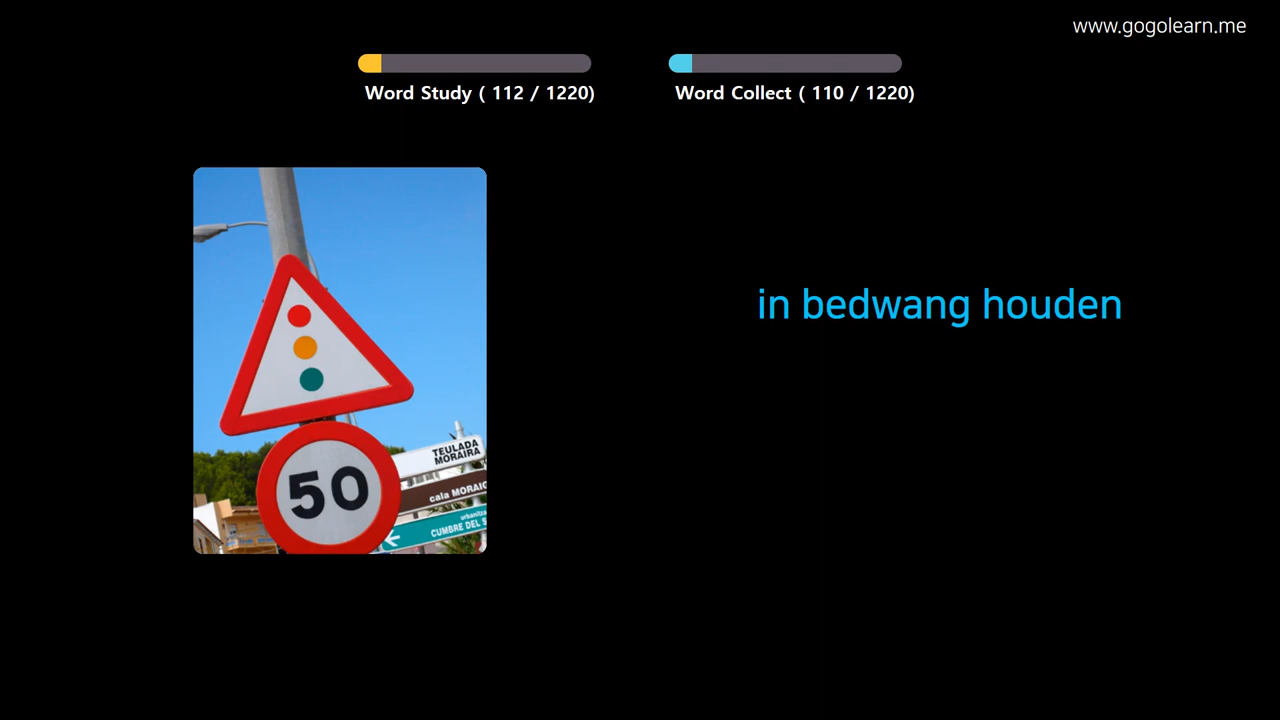 www.gogolearn.me
Word Study ( 112 / 1220)
Word Collect ( 110 / 1220)
in bedwang houden
TEULADA
MORAIRA
cala
50
CUMBRE DEL